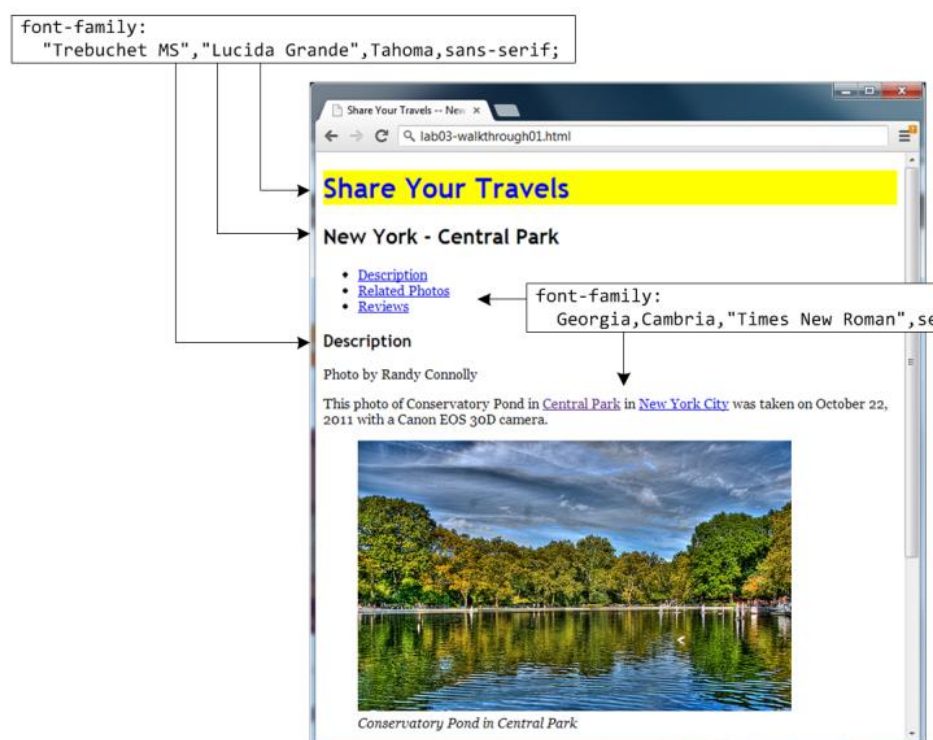 font-family:
"Trebuchet MS","Lucida Grande",Tahoma,sans-serif;
Share Your Travels -- New
lab03-walkthrough01.html
Share Your Travels
New York - Central Park
Description
Related Photos
Reviews
font-family:
Georgia,Cambria,"Times New Roman",se
Description
Photo by Randy Connolly
This photo of Conservatory Pond in Central Park in New York City was taken on October 22,
2011 with a Canon EOS 30D camera.
Conservatory Pond in Central Park